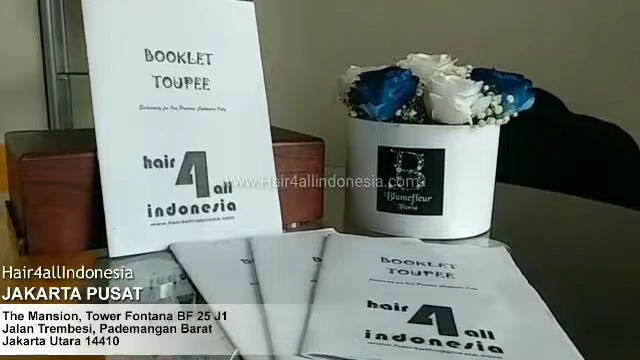 BOOKLET
TOUPEE
Exclusively for Our Precious Customers Only
hair 4 all
indonesia
www.hair4allindonesia.com
www.Hair4allindonesia.com
B
Blumefleur
Florist
BOOKLET
TOUPEE
hair 4 all
indonesia
Hair4allIndonesia
JAKARTA PUSAT
The Mansion, Tower Fontana BF 25 J1
Jalan Trembesi, Pademangan Barat
Jakarta Utara 14410